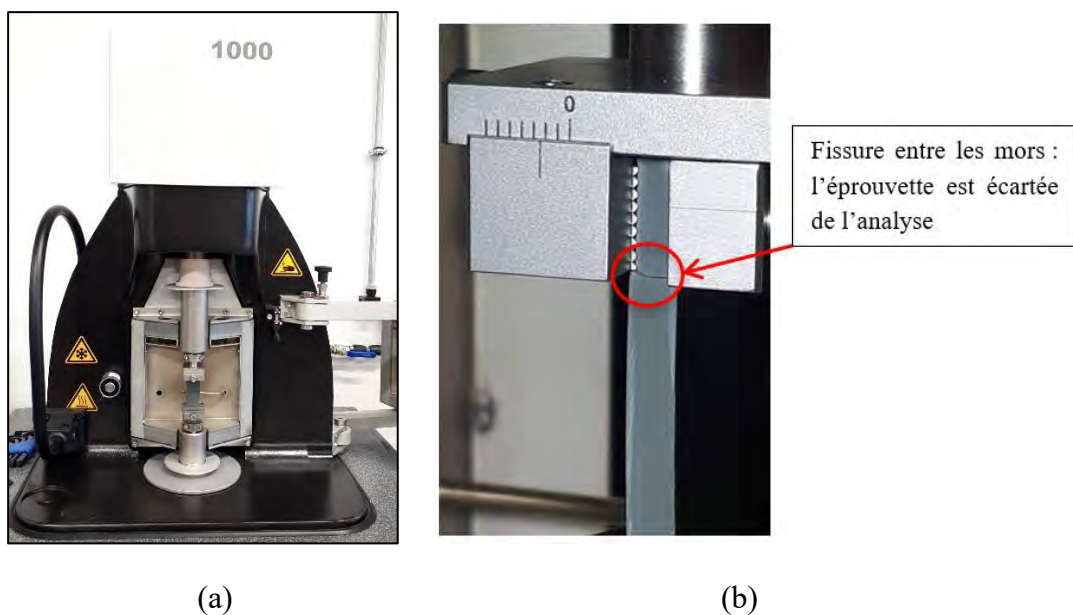 1000
0
Fissure entre les mors :
l'éprouvette est écartée
de l'analyse
(a)
(b)